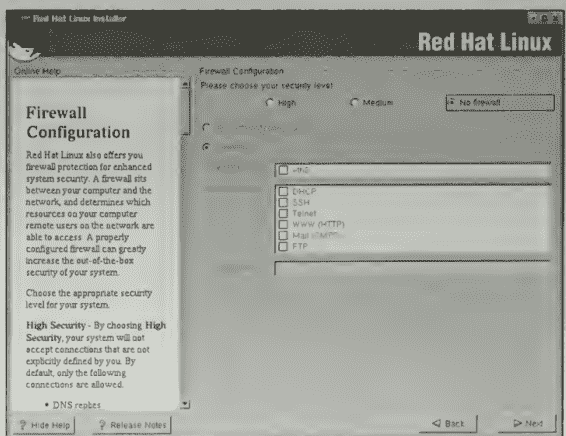 Red Hat Linux Installer
Red Hat Linux
Online Help
Firewall Configuration
Red Hat Linux also offers you
firewall protection for enhanced
system security. A firewall sits
between your computer and the
network, and determines which
resources on your computer
remote users on the network are
able to access. A properly
configured firewall can greatly
increase the out-of-the-box
security of your system.
Choose the appropriate security
level for your system.
High Security - By choosing High
Security, your system will not
accept connections that are not
explicitly defined by you. By
default, only the following
connections are allowed.
• DNS replies
Firewall Configuration
Please choose your security level
High
Medium
No firewall
eth0
DHCP
SSH
Telnet
WWW (HTTP)
Mail (SMTP)
FTP
? Hide Help
? Release Notes
Back
Next